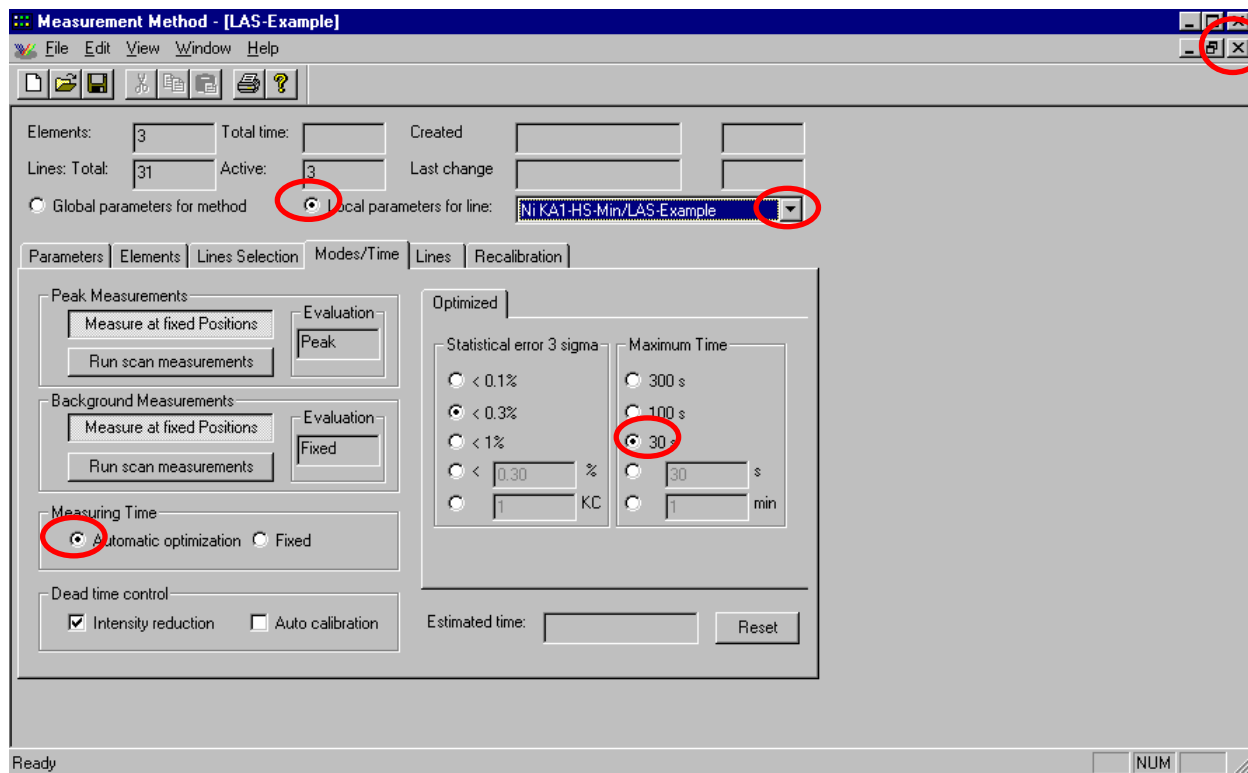 Measurement Method - [LAS-Example]
File Edit View Window Help
Elements: 3 Total time: Created
Lines: Total: 31 Active: 3 Last change
Global parameters for method Local parameters for line: Ni KA1-HS-Min/LAS-Example
Parameters Elements Lines Selection Modes/Time Lines Recalibration
Peak Measurements
Measure at fixed Positions
Run scan measurements
Evaluation
Peak
Background Measurements
Measure at fixed Positions
Run scan measurements
Evaluation
Fixed
Measuring Time
Automatic optimization Fixed
Dead time control
Intensity reduction Auto calibration
Optimized
Statistical error 3 sigma
< 0.1%
< 0.3%
< 1%
< 0.30 %
1 KC
Maximum Time
300 s
100 s
30 s
30 s
1 min
Estimated time: Reset
Ready NUM